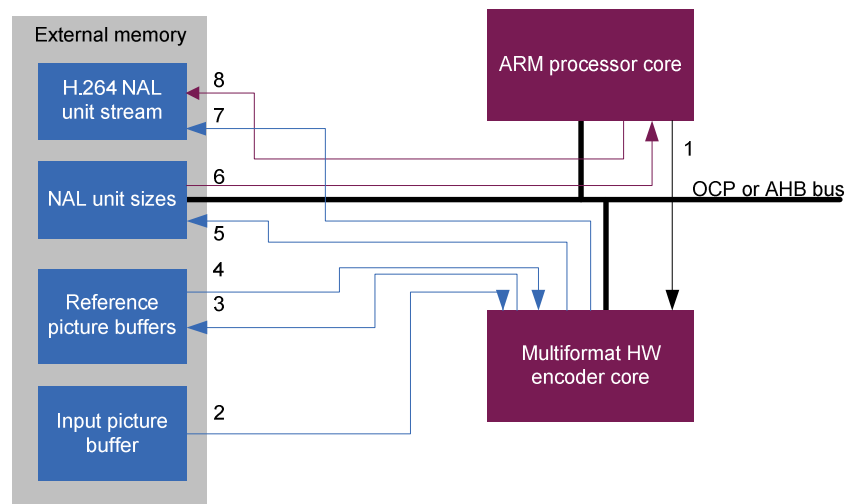 External memory
H.264 NAL
unit stream
NAL unit sizes
Reference
picture buffers
Input picture
buffer
8
7
6
5
4
3
2
ARM processor core
1
OCP or AHB bus
Multiformat HW
encoder core